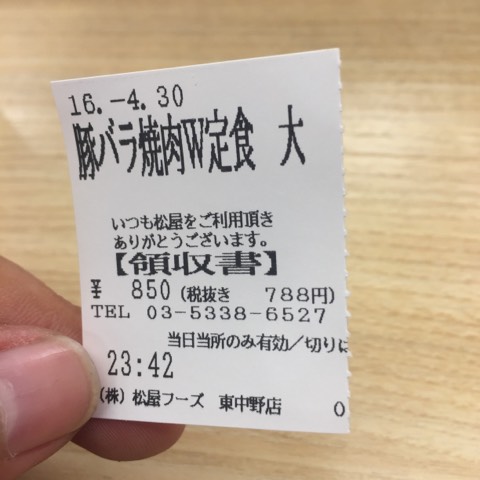 16.-4.30
豚バラ焼肉W定食 大
いつも松屋をご利用頂き
ありがとうございます。
【領収書】
¥ 850(税抜き 788円)
TEL 03-5338-6527
当日当所のみ有効/切りに
23:42
(株)松屋フーズ 東中野店 0